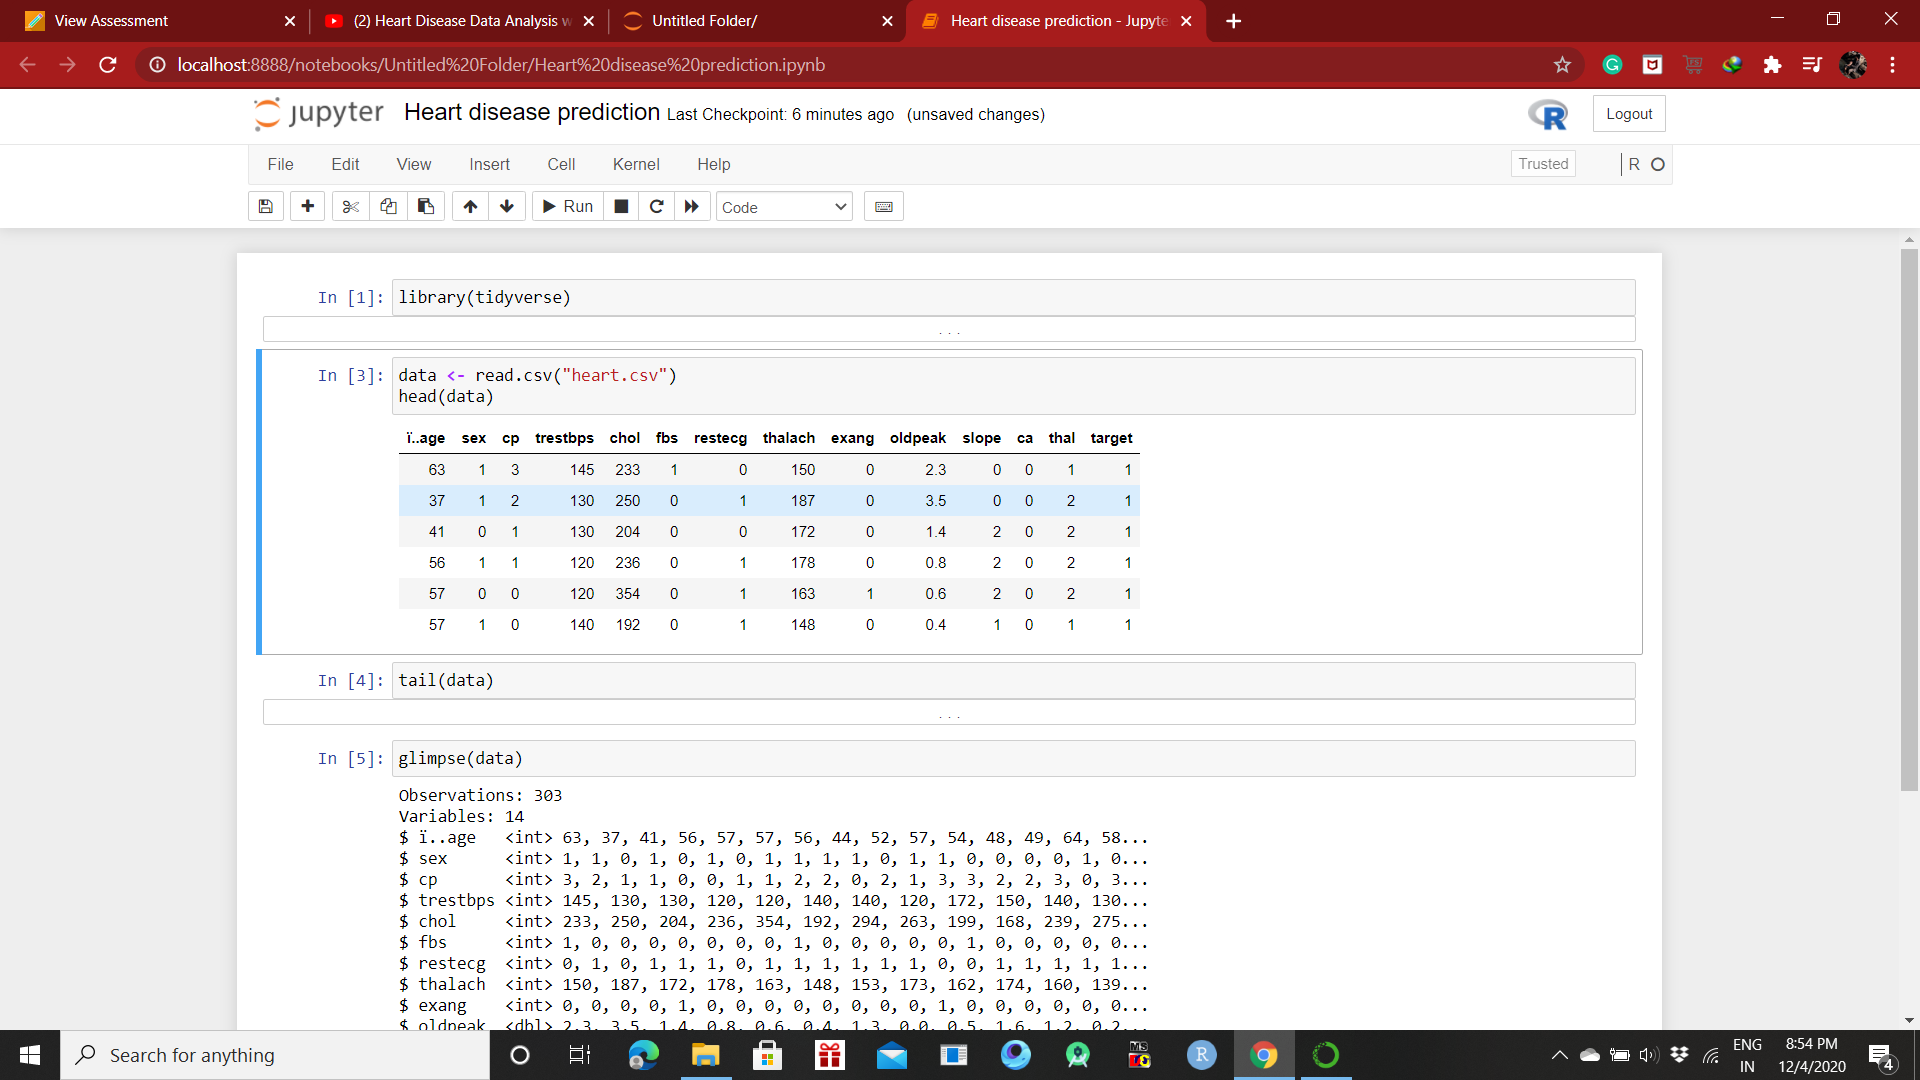 View Assessment
(2) Heart Disease Data Analysis w
Untitled Folder/
Heart disease prediction - Jupyte
localhost:8888/notebooks/Untitled%20Folder/Heart%20disease%20prediction.ipynb
jupyter Heart disease prediction Last Checkpoint: 6 minutes ago (unsaved changes)
R
Logout
File Edit View Insert Cell Kernel Help
Trusted
R
Run
Code
In [1]: library(tidyverse)
...
In [3]: data <- read.csv("heart.csv")
head(data)
ï..age sex cp trestbps chol fbs restecg thalach exang oldpeak slope ca thal target
63 1 3 145 233 1 0 150 0 2.3 0 0 1 1
37 1 2 130 250 0 1 187 0 3.5 0 0 2 1
41 0 1 130 204 0 0 172 0 1.4 2 0 2 1
56 1 1 120 236 0 1 178 0 0.8 2 0 2 1
57 0 0 120 354 0 1 163 1 0.6 2 0 2 1
57 1 0 140 192 0 1 148 0 0.4 1 0 1 1
In [4]: tail(data)
...
In [5]: glimpse(data)
Observations: 303
Variables: 14
$ ï..age <int> 63, 37, 41, 56, 57, 57, 56, 44, 52, 57, 54, 48, 49, 64, 58...
$ sex <int> 1, 1, 0, 1, 0, 1, 0, 1, 1, 1, 1, 0, 1, 1, 0, 0, 0, 0, 1, 0...
$ cp <int> 3, 2, 1, 1, 0, 0, 1, 1, 2, 2, 0, 2, 1, 3, 3, 2, 2, 3, 0, 3...
$ trestbps <int> 145, 130, 130, 120, 120, 140, 140, 120, 172, 150, 140, 130...
$ chol <int> 233, 250, 204, 236, 354, 192, 294, 263, 199, 168, 239, 275...
$ fbs <int> 1, 0, 0, 0, 0, 0, 0, 0, 1, 0, 0, 0, 0, 0, 1, 0, 0, 0, 0, 0...
$ restecg <int> 0, 1, 0, 1, 1, 1, 0, 1, 1, 1, 1, 1, 1, 0, 0, 1, 1, 1, 1, 1...
$ thalach <int> 150, 187, 172, 178, 163, 148, 153, 173, 162, 174, 160, 139...
$ exang <int> 0, 0, 0, 0, 1, 0, 0, 0, 0, 0, 0, 0, 0, 1, 0, 0, 0, 0, 0, 0...
$ oldpeak <dbl> 2.3, 3.5, 1.4, 0.8, 0.6, 0.4, 1.3, 0.0, 0.5, 1.6, 1.2, 0.2...
Search for anything
R
ENG
IN
8:54 PM
12/4/2020
4